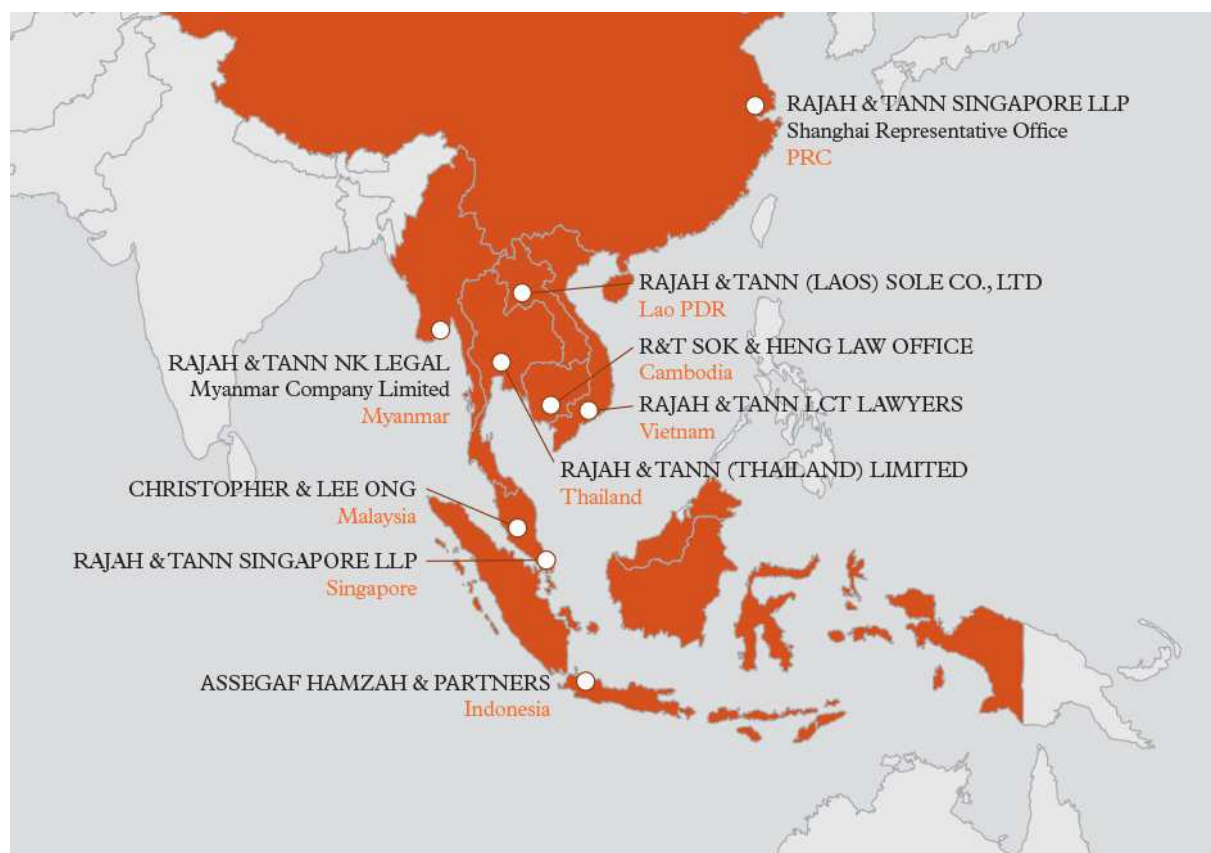 RAJAH & TANN SINGAPORE LLP
Shanghai Representative Office
PRC
RAJAH & TANN (LAOS) SOLE CO., LTD
Lao PDR
R&T SOK & HENG LAW OFFICE
Cambodia
RAJAH & TANN NK LEGAL
Myanmar Company Limited
Myanmar
RAJAH & TANN LCT LAWYERS
Vietnam
RAJAH & TANN (THAILAND) LIMITED
Thailand
CHRISTOPHER & LEE ONG
Malaysia
RAJAH & TANN SINGAPORE LLP
Singapore
ASSEGAF HAMZAH & PARTNERS
Indonesia